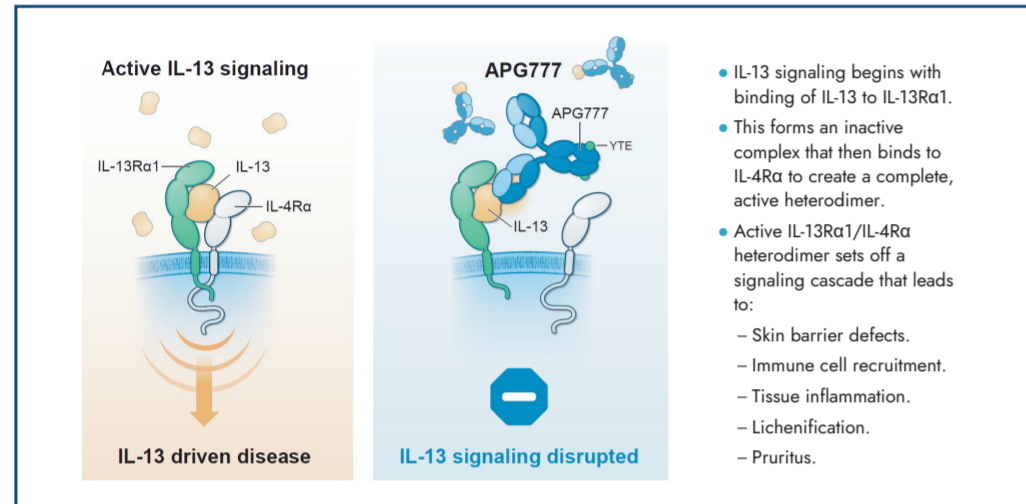 Active IL-13 signaling
IL-13Rα1
IL-13
IL-4Rα
IL-13 driven disease
APG777
APG777
YTE
IL-13
IL-13 signaling disrupted
• IL-13 signaling begins with
binding of IL-13 to IL-13Rα1.
• This forms an inactive
complex that then binds to
IL-4Rα to create a complete,
active heterodimer.
• Active IL-13Rα1/IL-4Rα
heterodimer sets off a
signaling cascade that leads
to:
– Skin barrier defects.
– Immune cell recruitment.
– Tissue inflammation.
– Lichenification.
– Pruritus.